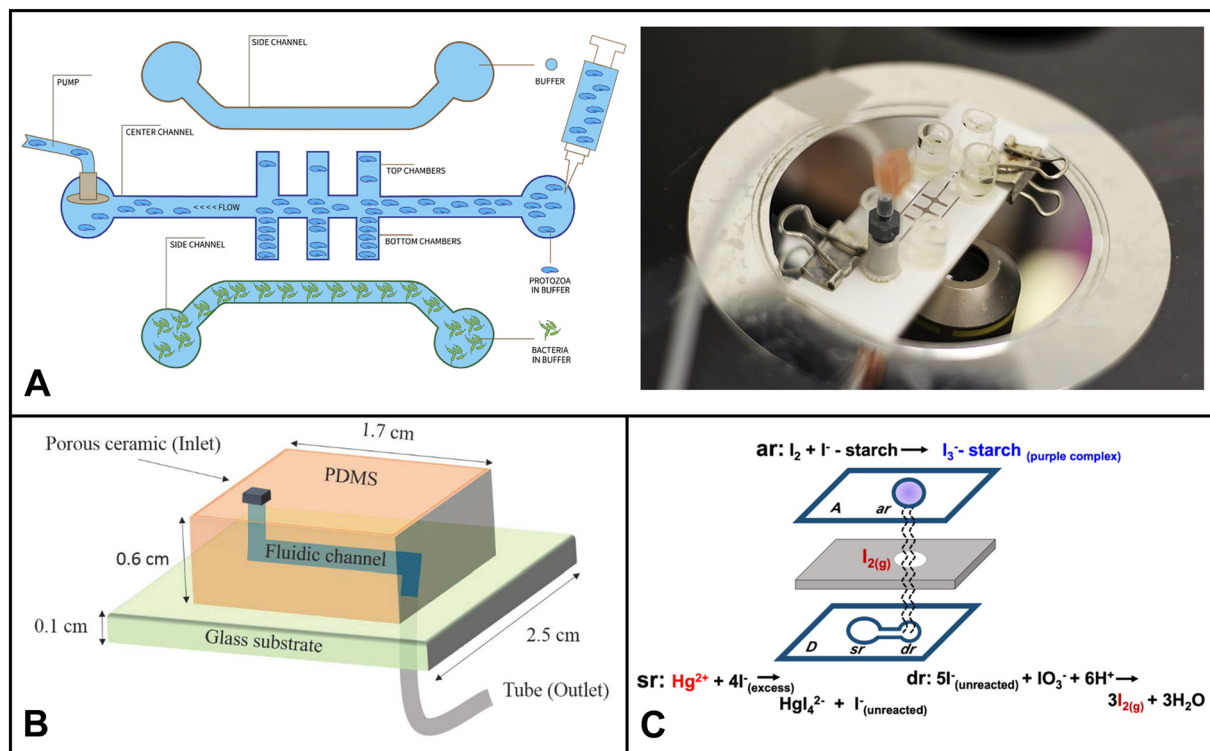 SIDE CHANNEL
PUMP
BUFFER
CENTER CHANNEL
TOP CHAMBERS
<<<< FLOW
SIDE CHANNEL
BOTTOM CHAMBERS
PROTOZOA
IN BUFFER
BACTERIA
IN BUFFER
A
Porous ceramic (Inlet)
1.7 cm
PDMS
0.6 cm
Fluidic channel
0.1 cm
Glass substrate
2.5 cm
Tube (Outlet)
B
ar: I₂ + I⁻ - starch ⟶ I₃⁻- starch (purple complex)
A ar
I₂(g)
D sr dr
sr: Hg²⁺ + 4I⁻(excess) ⟶
HgI₄²⁻ + I⁻(unreacted)
dr: 5I⁻(unreacted) + IO₃⁻ + 6H⁺ ⟶
3I₂(g) + 3H₂O
C